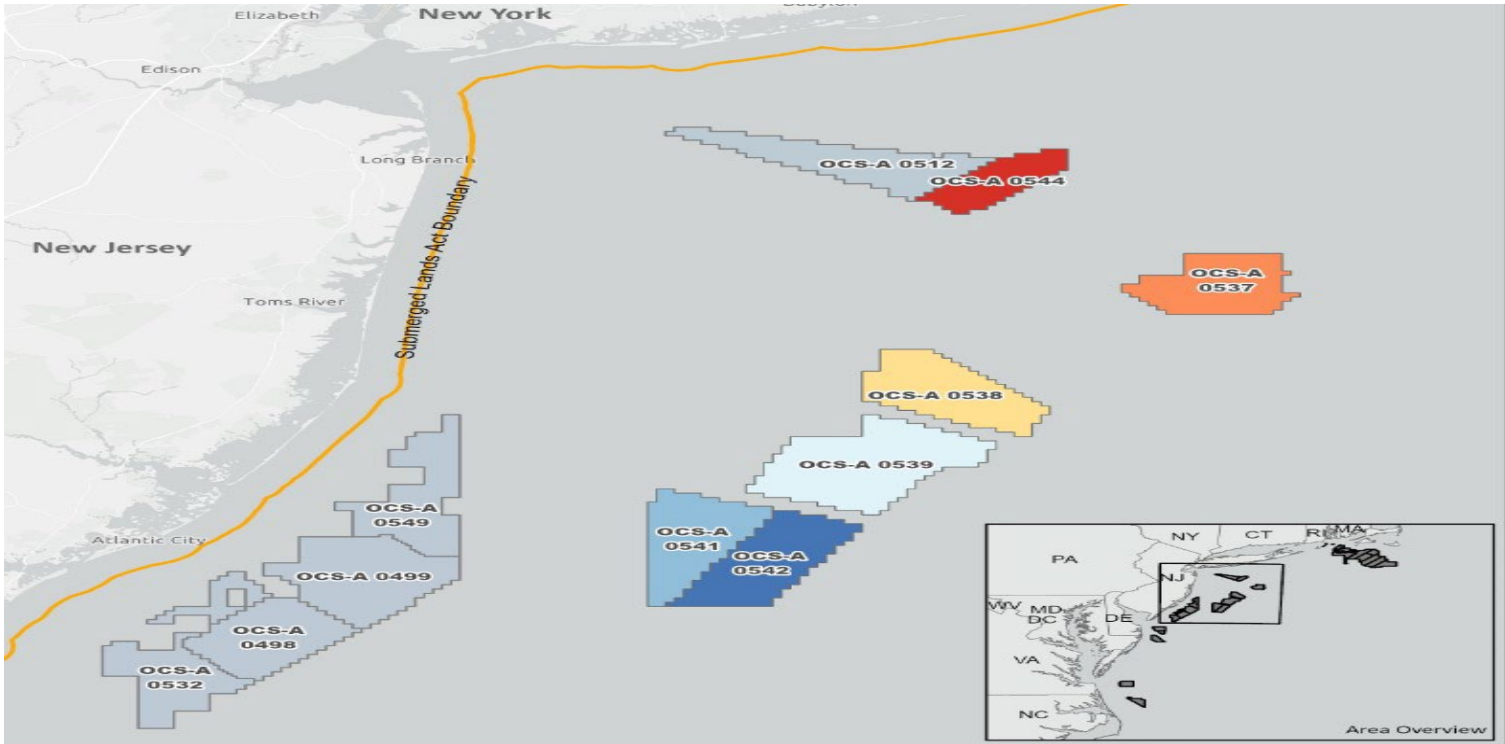 Elizabeth
New York
Babylon
Edison
Long Branch
New Jersey
Toms River
Submerged Lands Act Boundary
Atlantic City
OCS-A 0512
OCS-A 0544
OCS-A
0537
OCS-A 0538
OCS-A 0539
OCS-A
0541
OCS-A
0542
OCS-A
0549
OCS-A 0499
OCS-A
0498
OCS-A
0532
NY
CT
RI
MA
PA
NJ
WV
MD
DC
DE
VA
NC
Area Overview